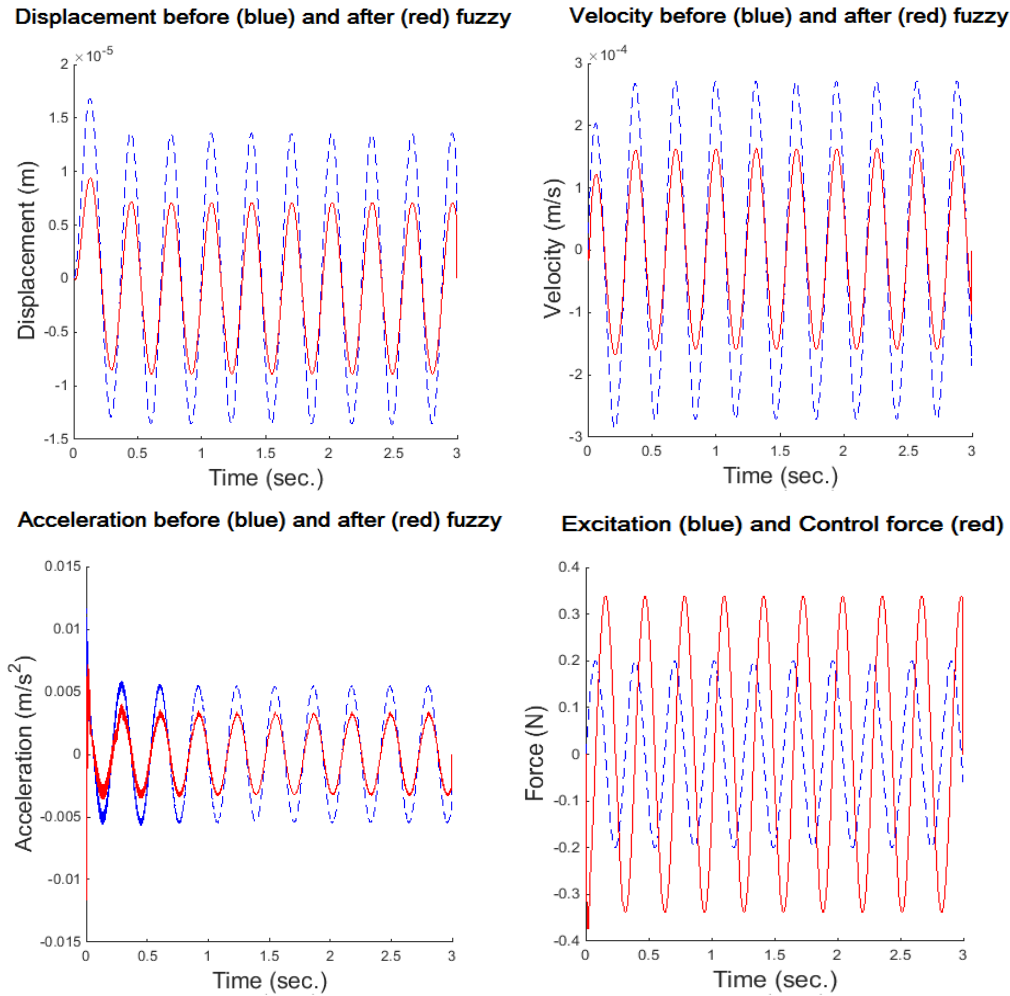 Displacement before (blue) and after (red) fuzzy
×10⁻⁵
2
1.5
1
0.5
0
-0.5
-1
-1.5
0 0.5 1 1.5 2 2.5 3
Displacement (m)
Time (sec.)
Velocity before (blue) and after (red) fuzzy
×10⁻⁴
3
2
1
0
-1
-2
-3
0 0.5 1 1.5 2 2.5 3
Velocity (m/s)
Time (sec.)
Acceleration before (blue) and after (red) fuzzy
0.015
0.01
0.005
0
-0.005
-0.01
-0.015
0 0.5 1 1.5 2 2.5 3
Acceleration (m/s²)
Time (sec.)
Excitation (blue) and Control force (red)
0.4
0.3
0.2
0.1
0
-0.1
-0.2
-0.3
-0.4
0 0.5 1 1.5 2 2.5 3
Force (N)
Time (sec.)